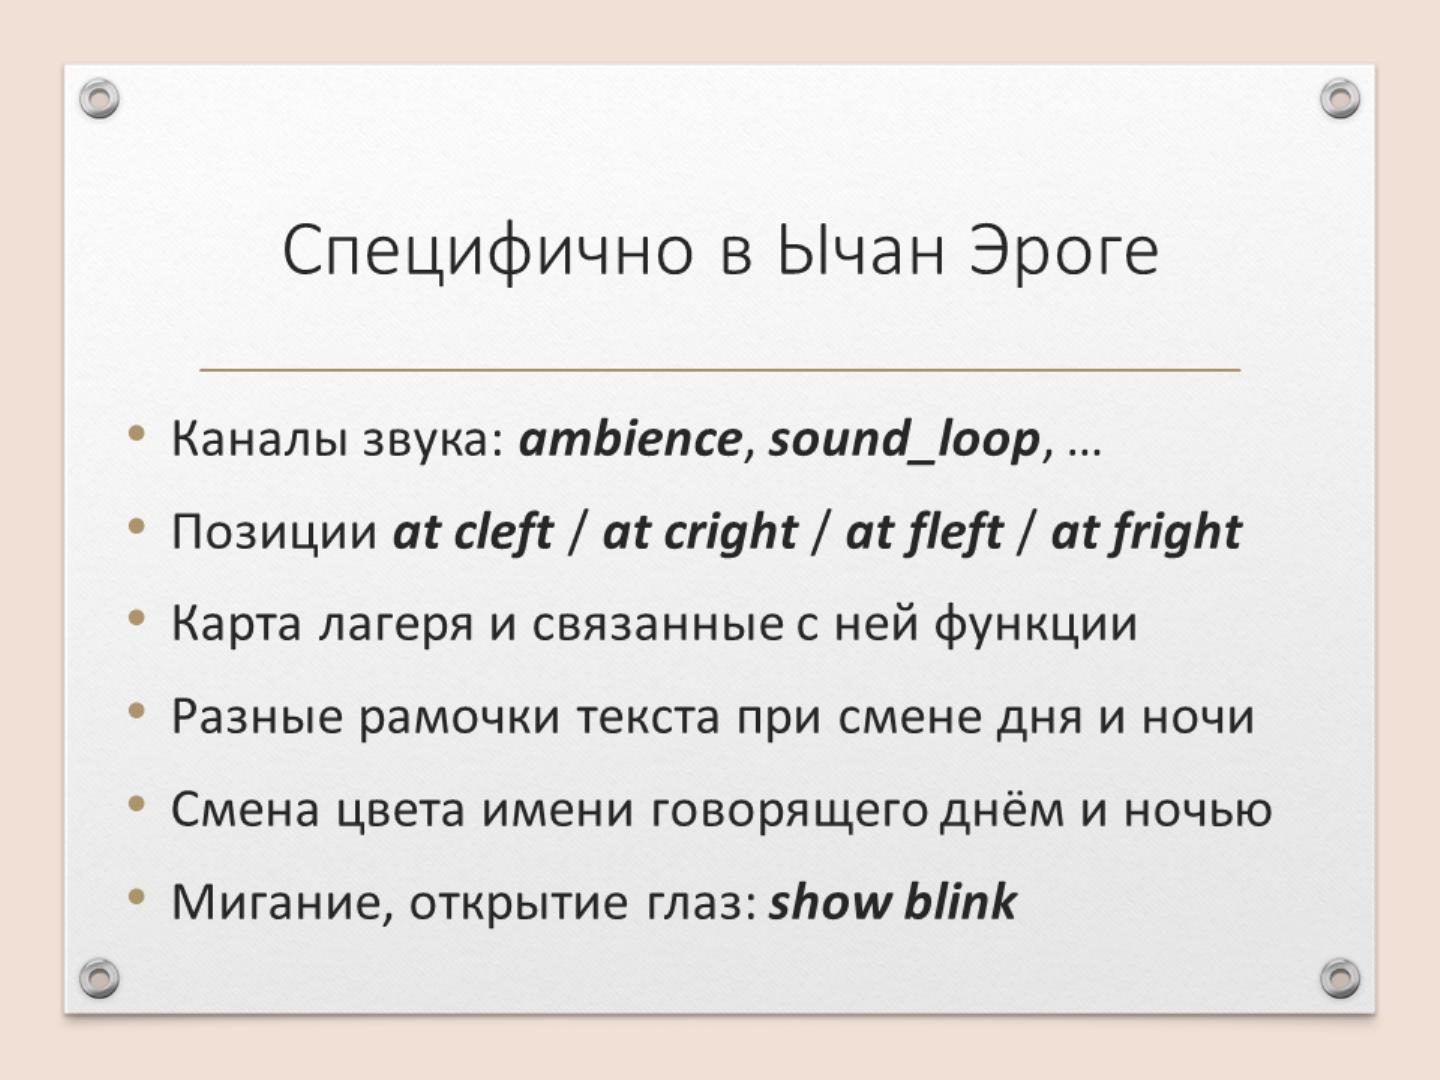 Специфично в Ычан Эроге
• Каналы звука: ambience, sound_loop, …
• Позиции at cleft / at cright / at fleft / at fright
• Карта лагеря и связанные с ней функции
• Разные рамочки текста при смене дня и ночи
• Смена цвета имени говорящего днём и ночью
• Мигание, открытие глаз: show blink